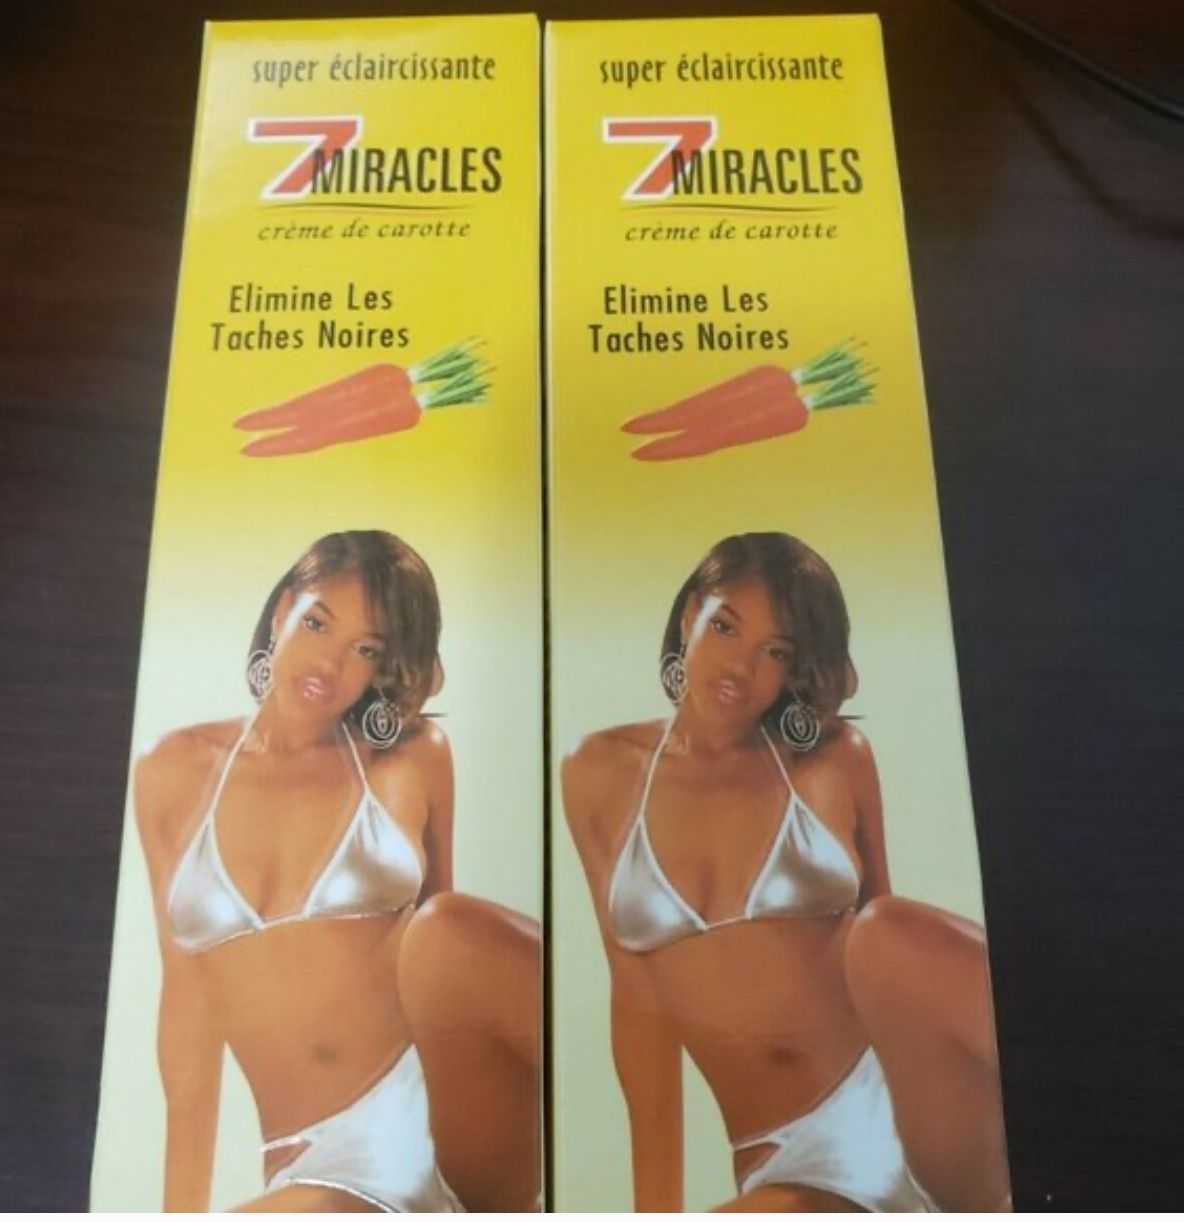 super éclaircissante
7 MIRACLES
crème de carotte
Elimine Les
Taches Noires
super éclaircissante
7 MIRACLES
crème de carotte
Elimine Les
Taches Noires